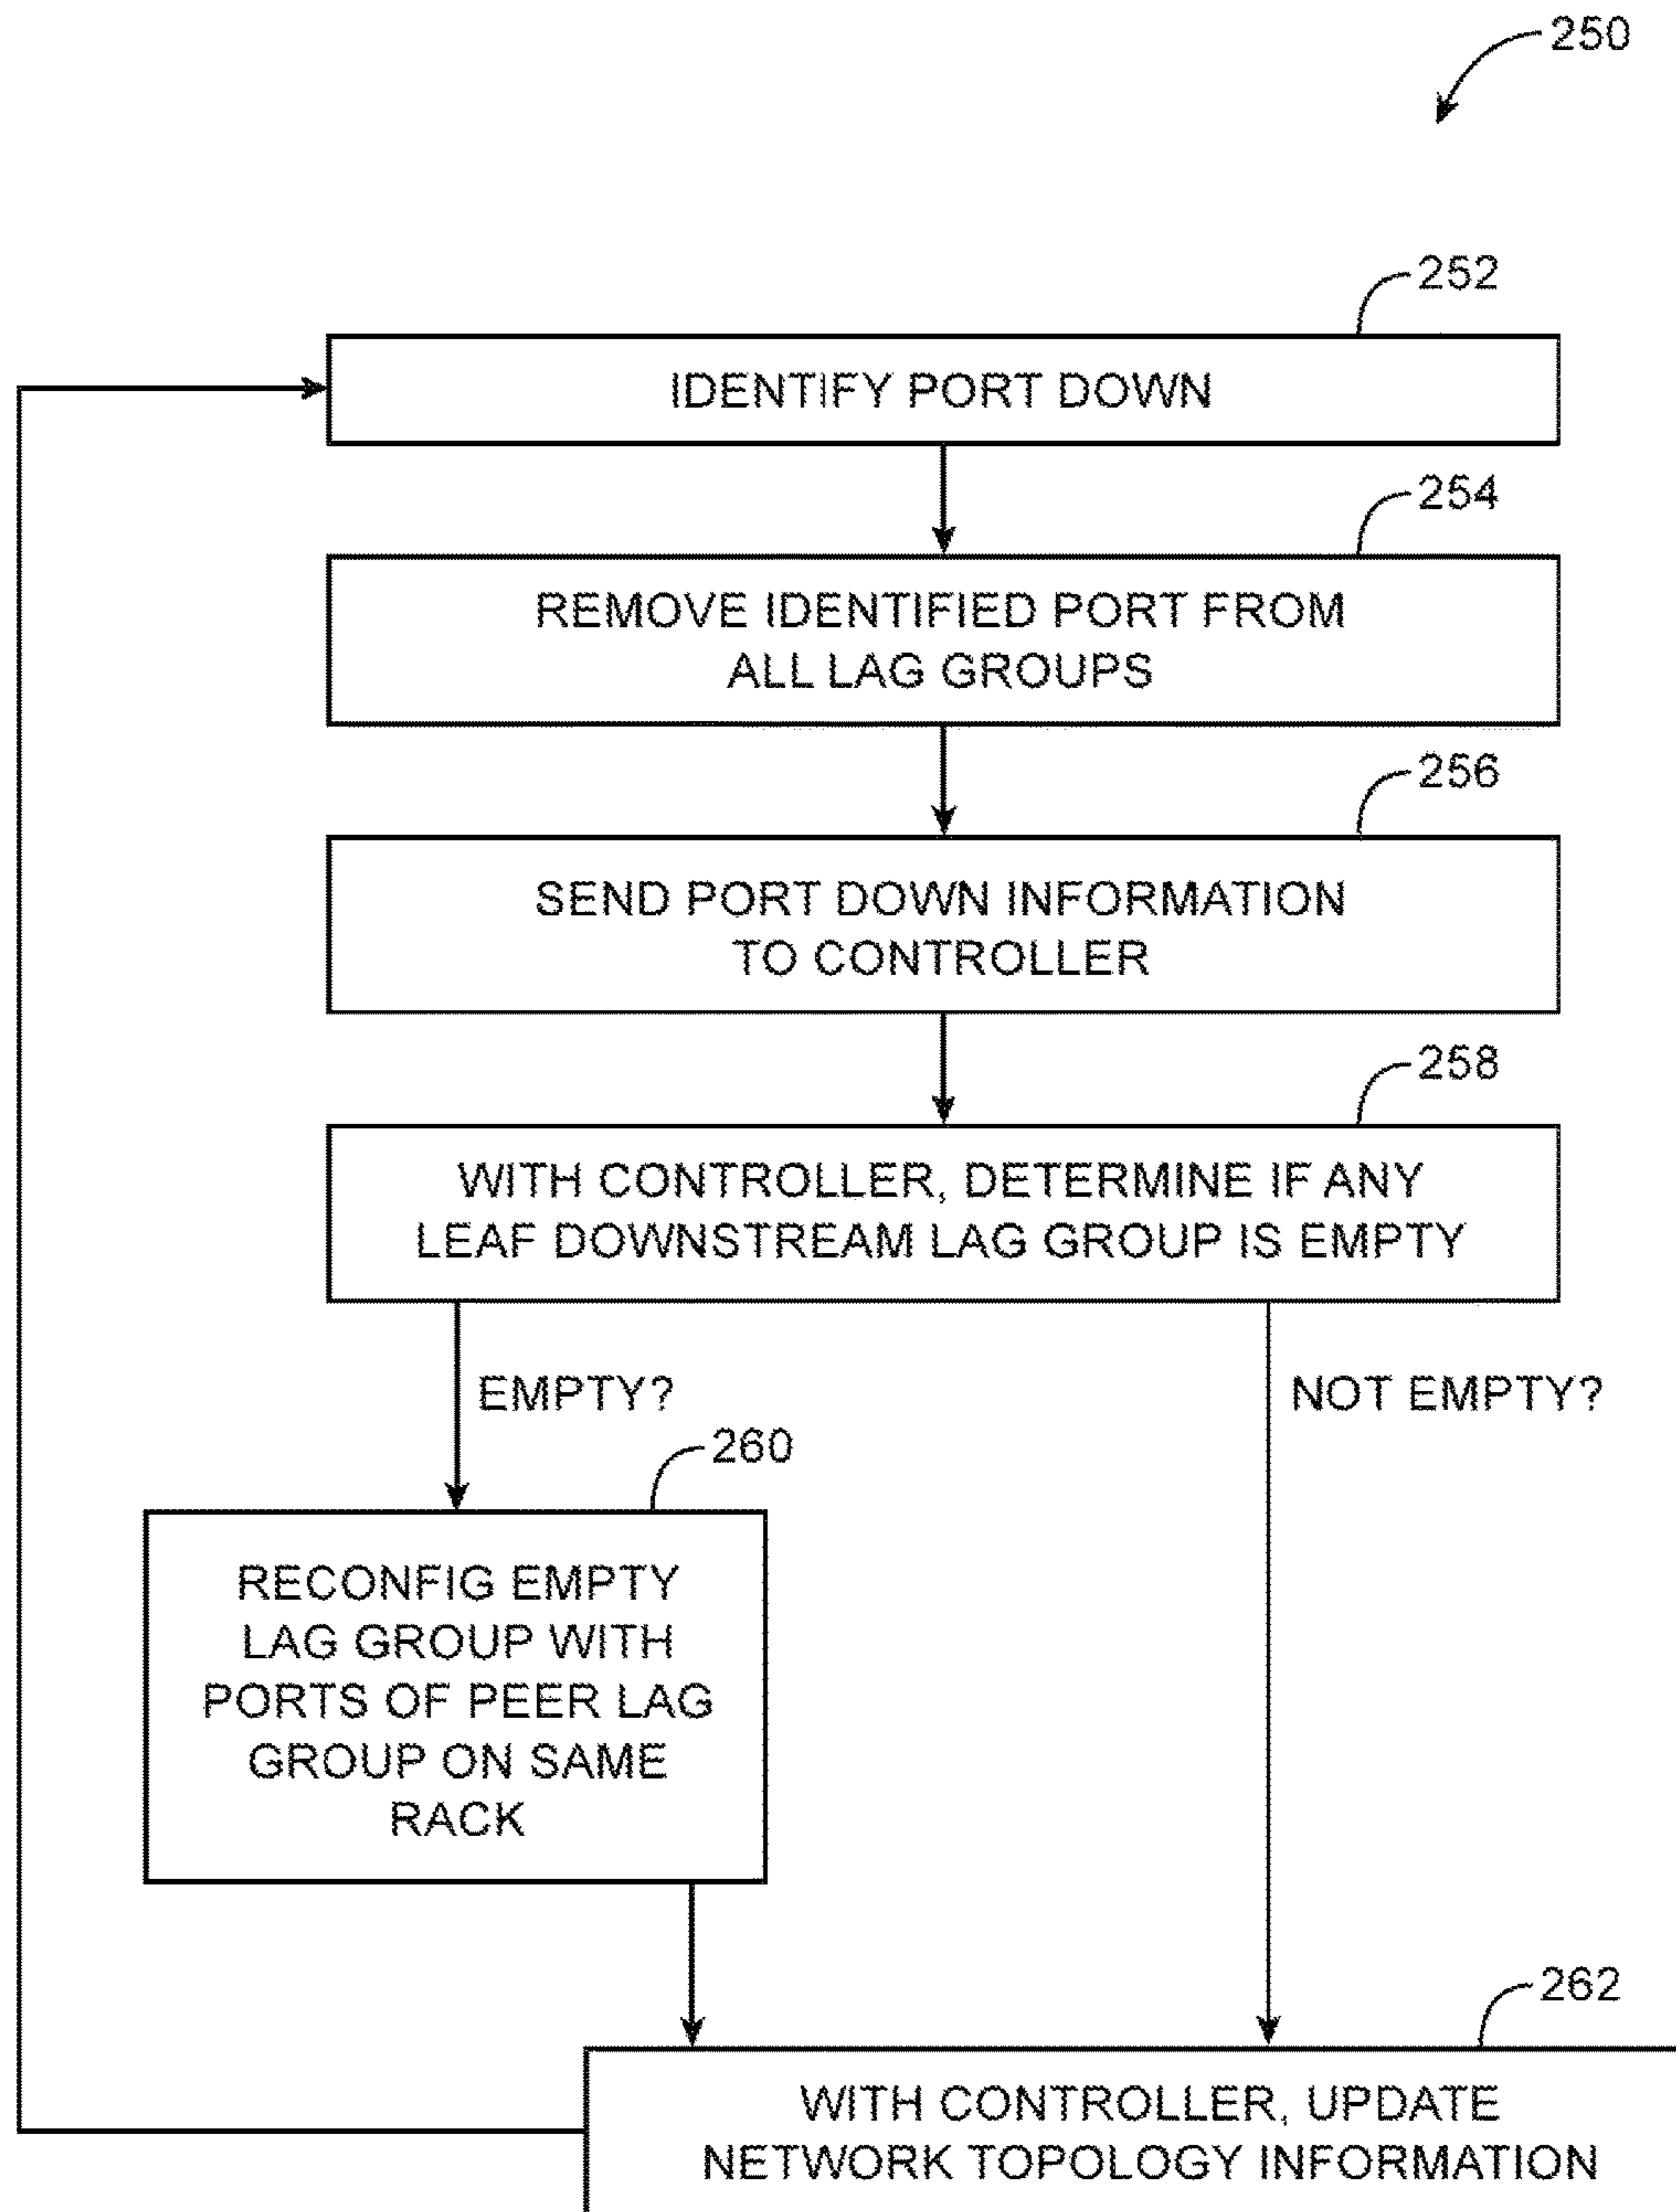 250
252
IDENTIFY PORT DOWN
254
REMOVE IDENTIFIED PORT FROM
ALL LAG GROUPS
256
SEND PORT DOWN INFORMATION
TO CONTROLLER
258
WITH CONTROLLER, DETERMINE IF ANY
LEAF DOWNSTREAM LAG GROUP IS EMPTY
EMPTY?
NOT EMPTY?
260
RECONFIG EMPTY
LAG GROUP WITH
PORTS OF PEER LAG
GROUP ON SAME
RACK
262
WITH CONTROLLER, UPDATE
NETWORK TOPOLOGY INFORMATION